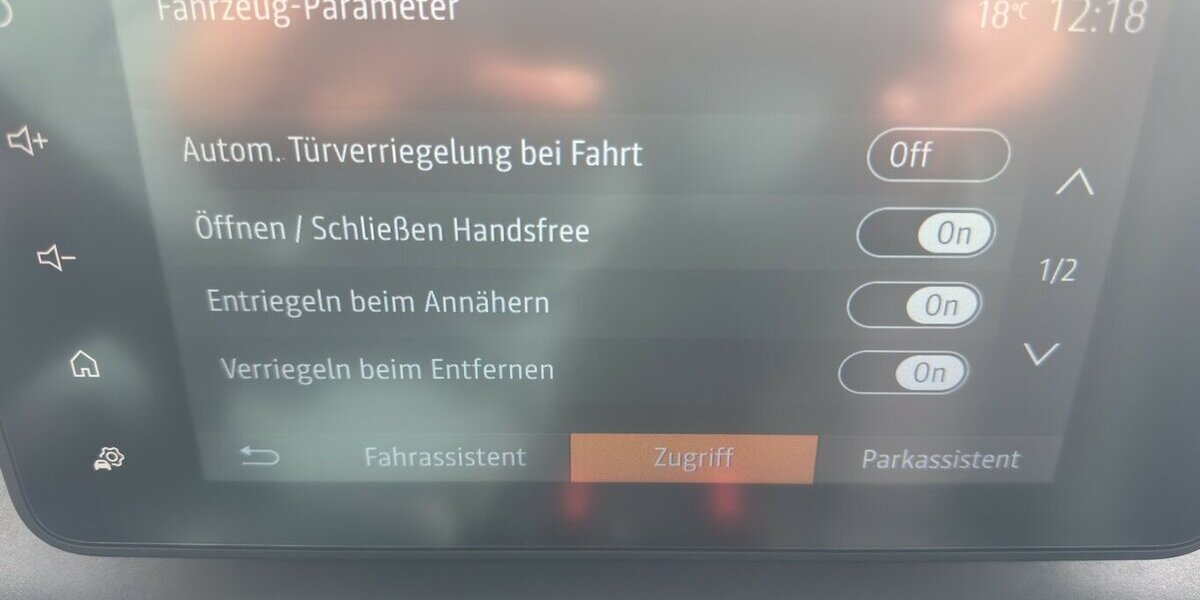 Fahrzeug-Parameter 18°C 12:18
Autom. Türverriegelung bei Fahrt Off
Öffnen / Schließen Handsfree On
1/2
Entriegeln beim Annähern On
Verriegeln beim Entfernen On
Fahrassistent Zugriff Parkassistent